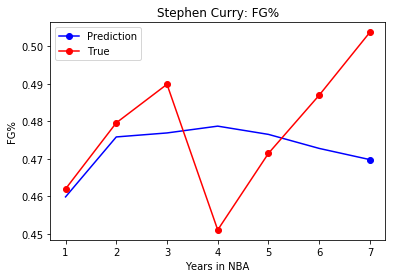 Stephen Curry: FG%
Prediction
True
FG%
0.50
0.49
0.48
0.47
0.46
0.45
1 2 3 4 5 6 7
Years in NBA